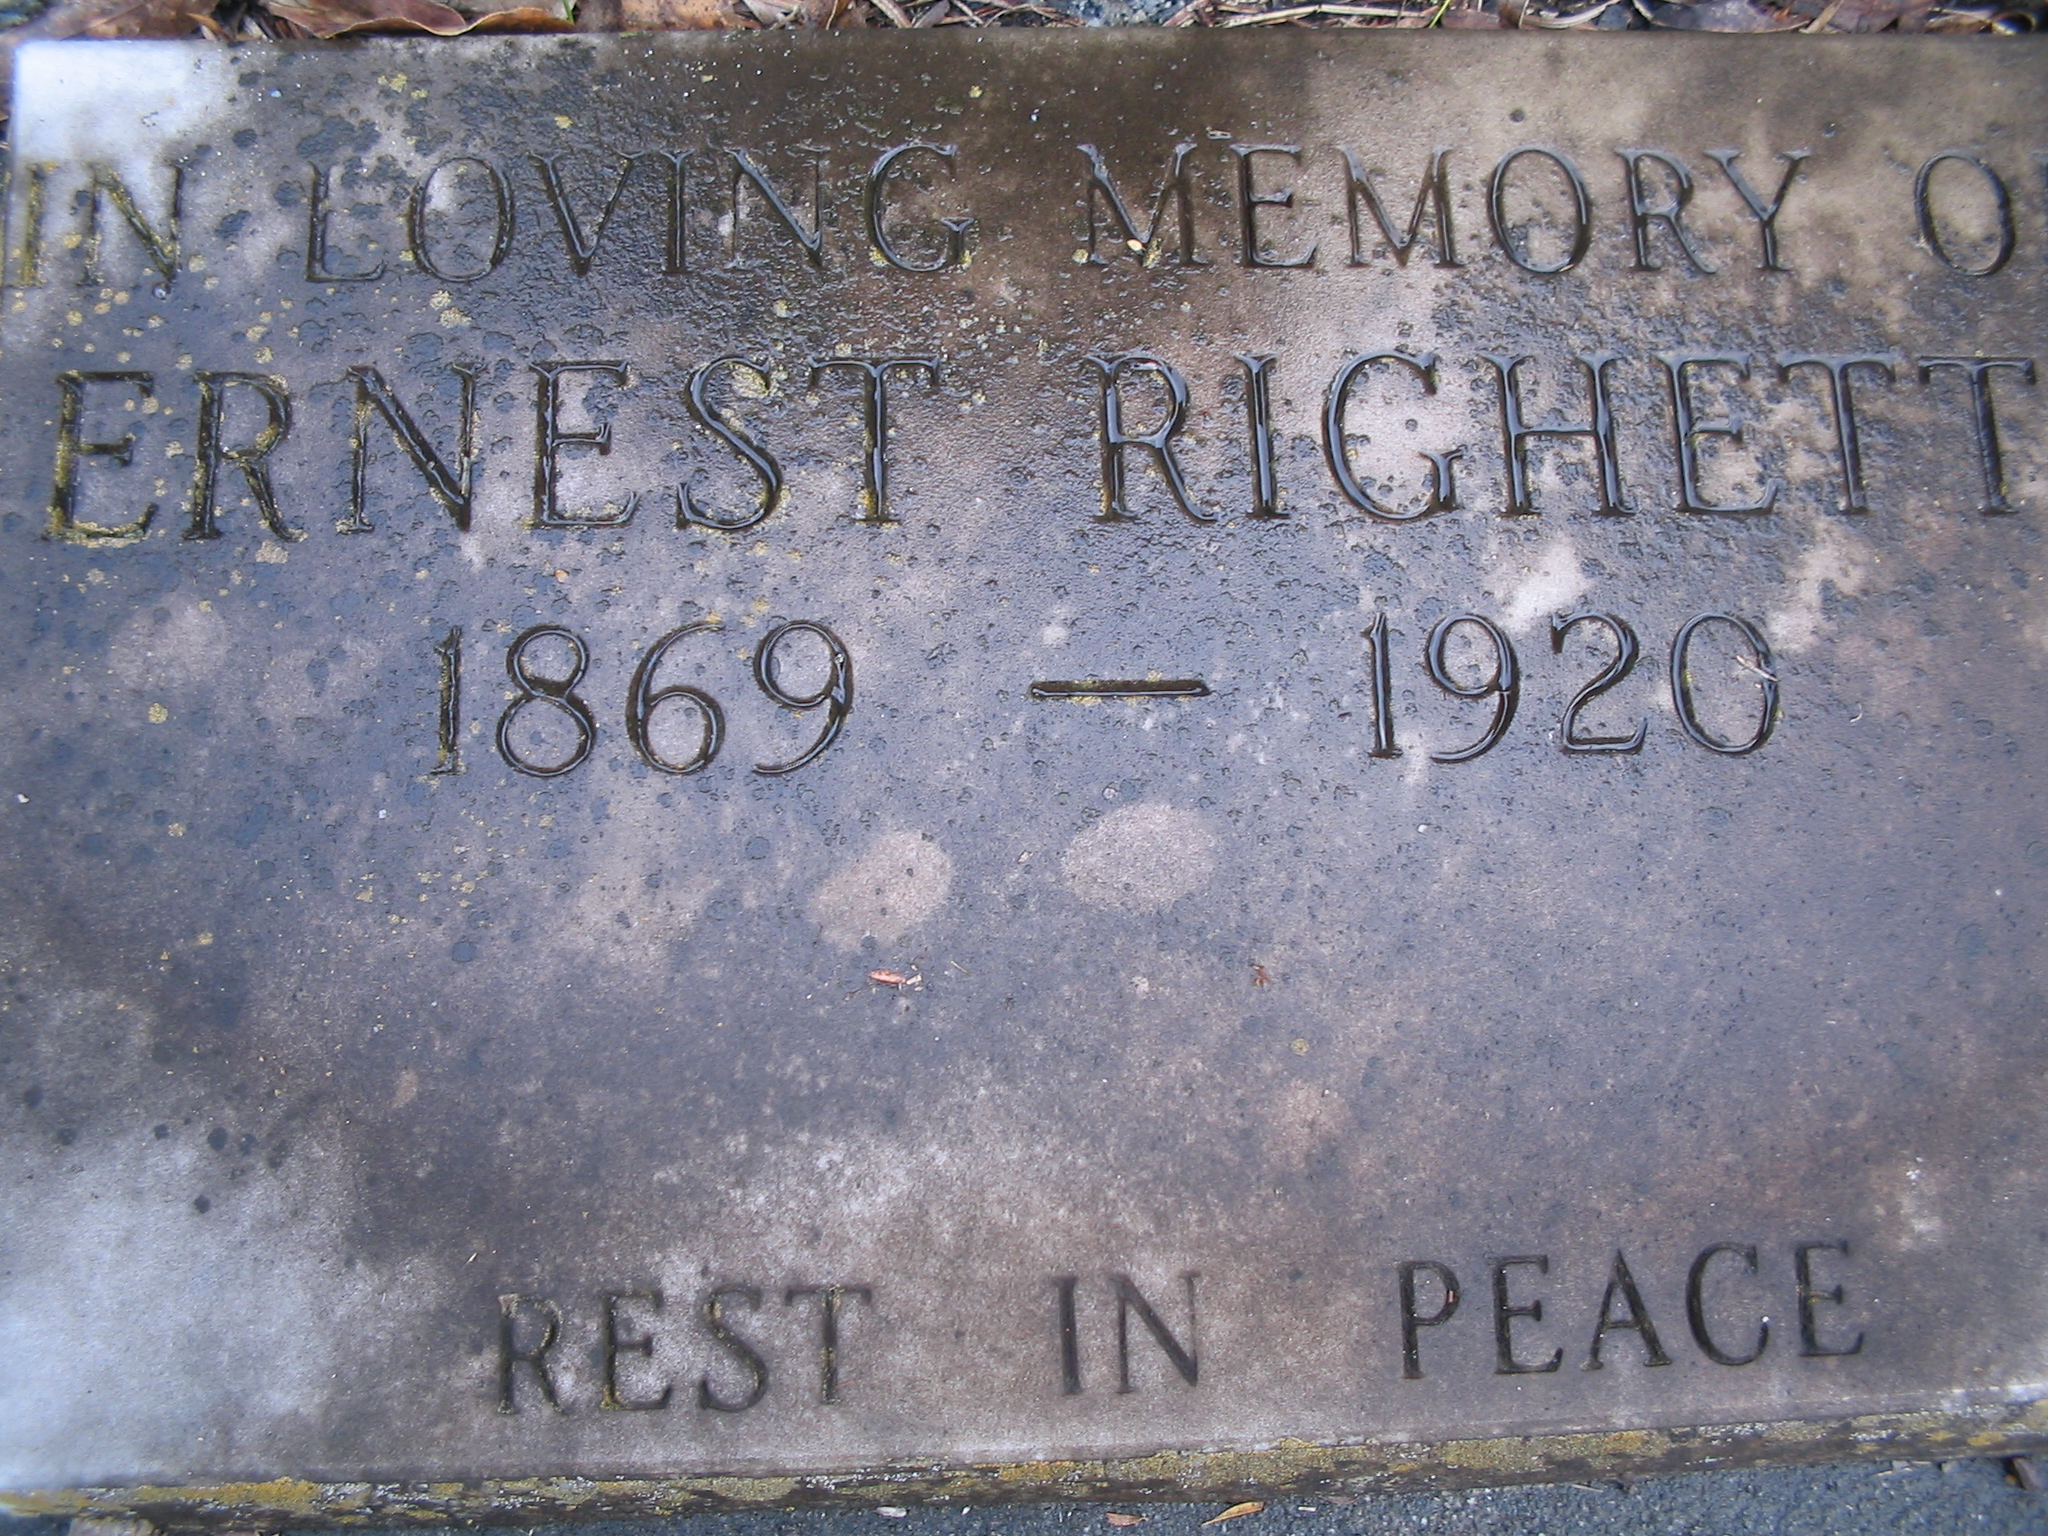 IN LOVING MEMORY O
ERNEST RIGHETT
1869 — 1920
REST IN PEACE